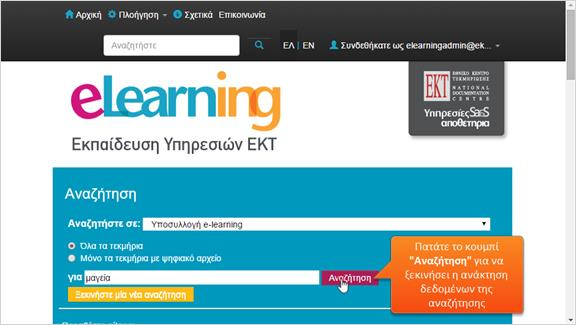 Αρχική Πλοήγηση Σχετικά Επικοινωνία
Αναζητήστε ΕΛ | EN Συνδεθήκατε ως elearningadmin@ek...
eLearning
Εκπαίδευση Υπηρεσιών ΕΚΤ
ΕΚΤ ΕΘΝΙΚΟ ΚΕΝΤΡΟ
ΤΕΚΜΗΡΙΩΣΗΣ
NATIONAL
DOCUMENTATION
CENTRE
Υπηρεσίες SaaS
αποθετήρια
Αναζήτηση
Αναζητήστε σε: Υποσυλλογή e-learning
Όλα τα τεκμήρια
Μόνο τα τεκμήρια με ψηφιακό αρχείο
για μαγεία Αναζήτηση
Ξεκινήστε μία νέα αναζήτηση
Πατάτε το κουμπί
"Αναζήτηση" για να
ξεκινήσει η ανάκτηση
δεδομένων της
αναζήτησης